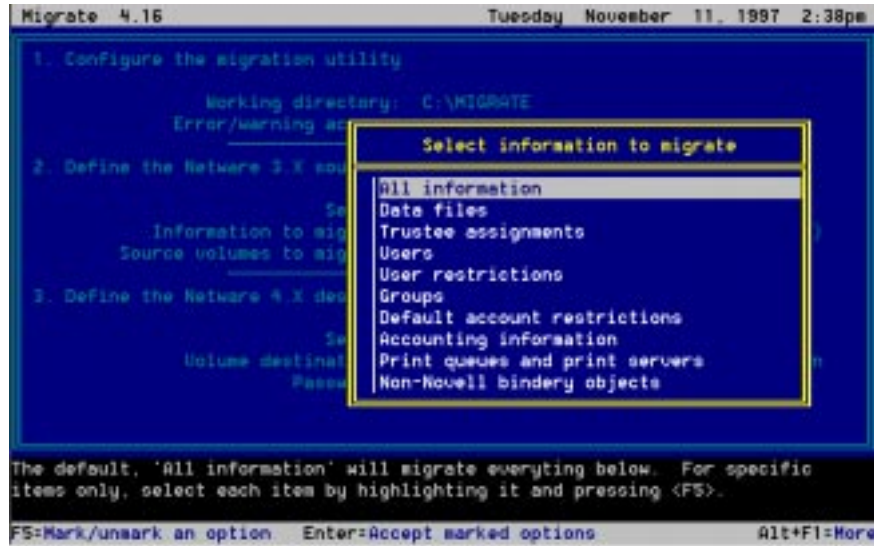 Migrate 4.16 Tuesday November 11, 1997 2:38pm
1. Configure the migration utility
Working directory: C:\MIGRATE
Error/warning ac
Select information to migrate
2. Define the Netware 3.X sou
All information
Se
Data files
Information to mig
Trustee assignments
)
Source volumes to mig
Users
User restrictions
3. Define the Netware 4.X des
Groups
Default account restrictions
Se
Accounting information
Volume destinat
Print queues and print servers
n
Passw
Non-Novell bindery objects
The default, 'All information' will migrate everyting below. For specific
items only, select each item by highlighting it and pressing <F5>.
F5=Mark/unmark an option Enter=Accept marked options Alt+F1=More